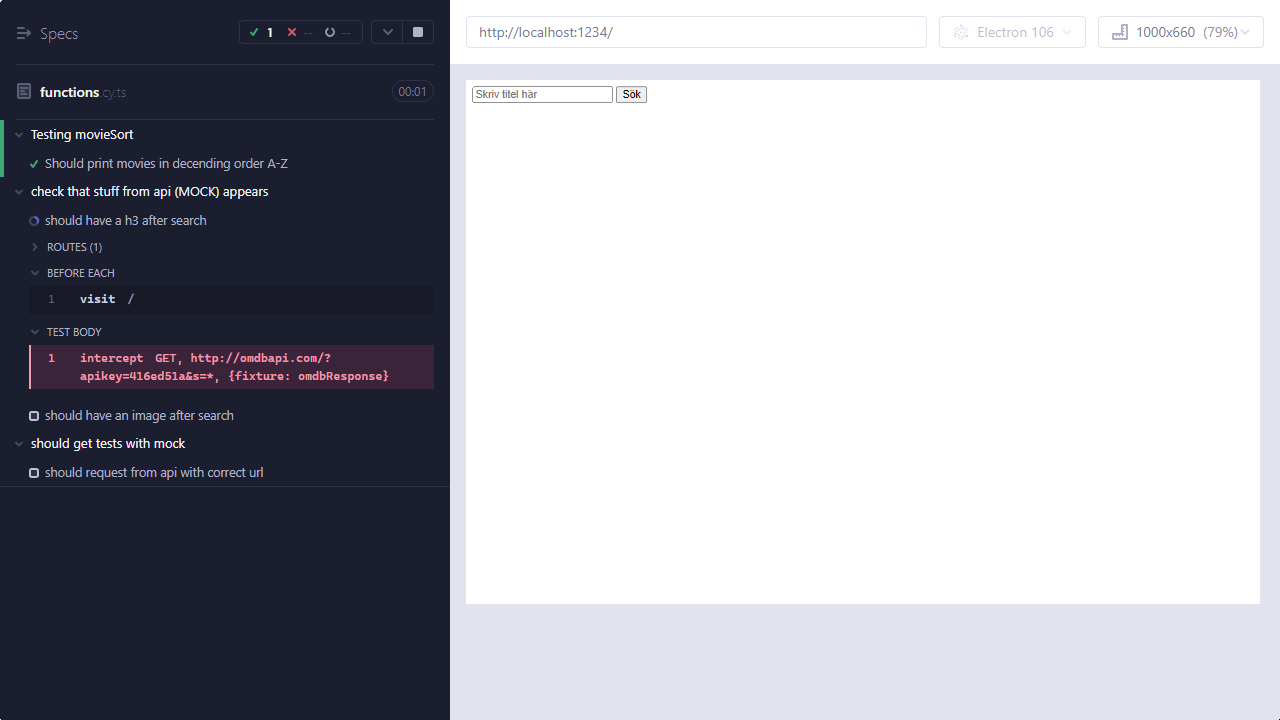 Specs
1 -- --
functions.cy.ts 00:01
Testing movieSort
Should print movies in decending order A-Z
check that stuff from api (MOCK) appears
should have a h3 after search
ROUTES (1)
BEFORE EACH
1 visit /
TEST BODY
1 intercept GET, http://omdbapi.com/?
apikey=416ed51a&s=*, {fixture: omdbResponse}
should have an image after search
should get tests with mock
should request from api with correct url
http://localhost:1234/
Electron 106
1000x660 (79%)
Skriv titel här Sök